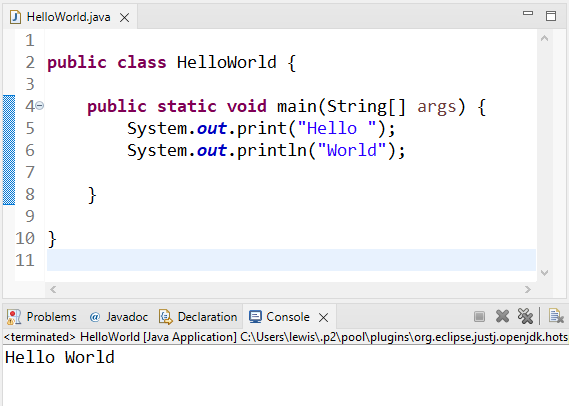 HelloWorld.java
1
2 public class HelloWorld {
3
4 public static void main(String[] args) {
5 System.out.print("Hello ");
6 System.out.println("World");
7
8 }
9
10 }
11
Problems @ Javadoc Declaration Console
<terminated> HelloWorld [Java Application] C:\Users\lewis\.p2\pool\plugins\org.eclipse.justj.openjdk.hots
Hello World